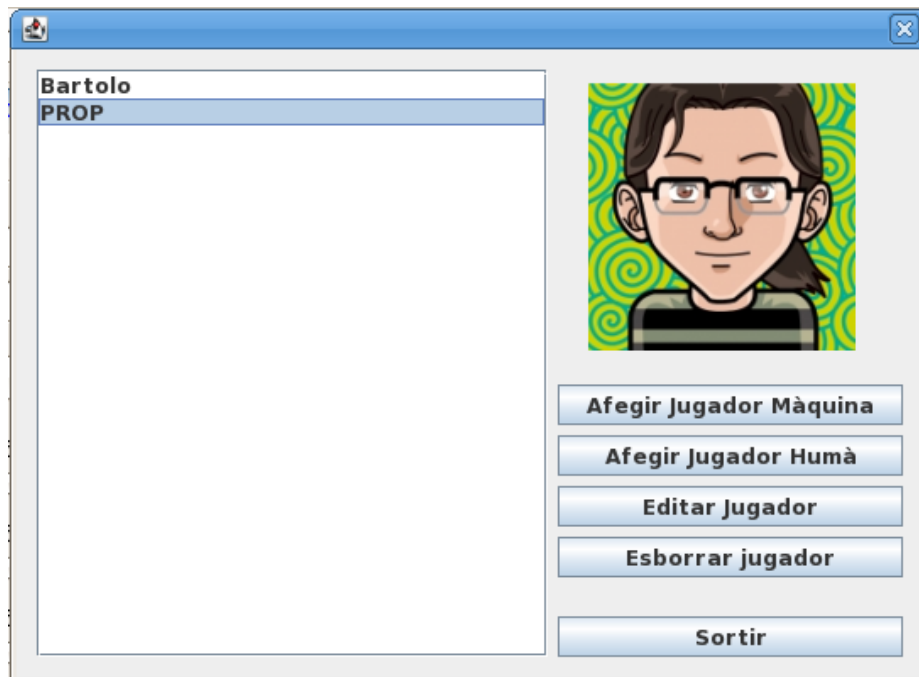 Bartolo
PROP
Afegir Jugador Màquina
Afegir Jugador Humà
Editar Jugador
Esborrar jugador
Sortir